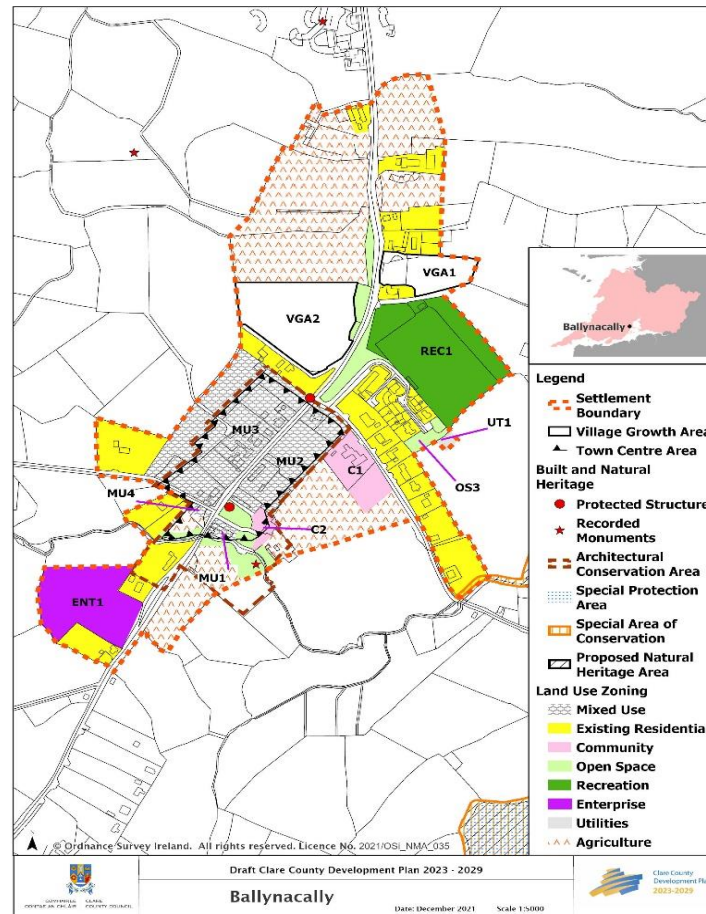 VGA1
VGA2
REC1
MU3
UT1
MU2
C1
OS3
MU4
C2
MU1
ENT1
Ballynacally
Legend
Settlement
Boundary
Village Growth Area
Town Centre Area
Built and Natural
Heritage
Protected Structure
Recorded
Monuments
Architectural
Conservation Area
Special Protection
Area
Special Area of
Conservation
Proposed Natural
Heritage Area
Land Use Zoning
Mixed Use
Existing Residentia
Community
Open Space
Recreation
Enterprise
Utilities
Agriculture
© Ordnance Survey Ireland. All rights reserved. Licence No. 2021/OSi_NMA_035
Draft Clare County Development Plan 2023 - 2029
Ballynacally
Date: December 2021 Scale 1:5000
CLARE
COUNTY COUNCIL
Clare County
Development Pla
2023-2029